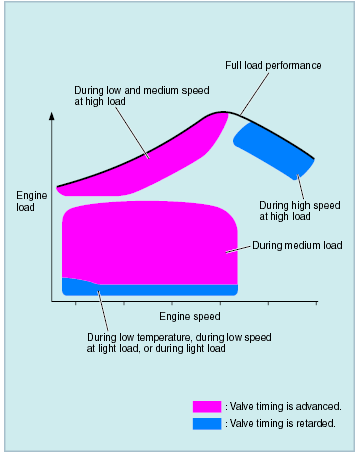 Full load performance
During low and medium speed
at high load
Engine
load
During high speed
at high load
During medium load
Engine speed
During low temperature, during low speed
at light load, or during light load
: Valve timing is advanced.
: Valve timing is retarded.